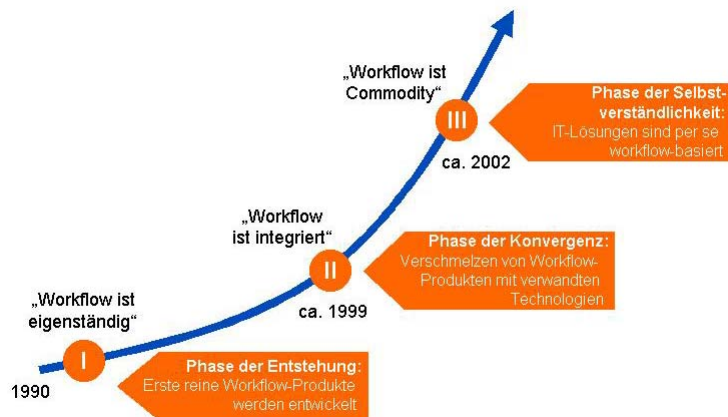 „Workflow ist
Commodity“
III
ca. 2002
Phase der Selbst-
verständlichkeit:
IT-Lösungen sind per se
workflow-basiert
„Workflow
ist integriert“
II
ca. 1999
Phase der Konvergenz:
Verschmelzen von Workflow-
Produkten mit verwandten
Technologien
„Workflow ist
eigenständig“
I
1990
Phase der Entstehung:
Erste reine Workflow-Produkte
werden entwickelt